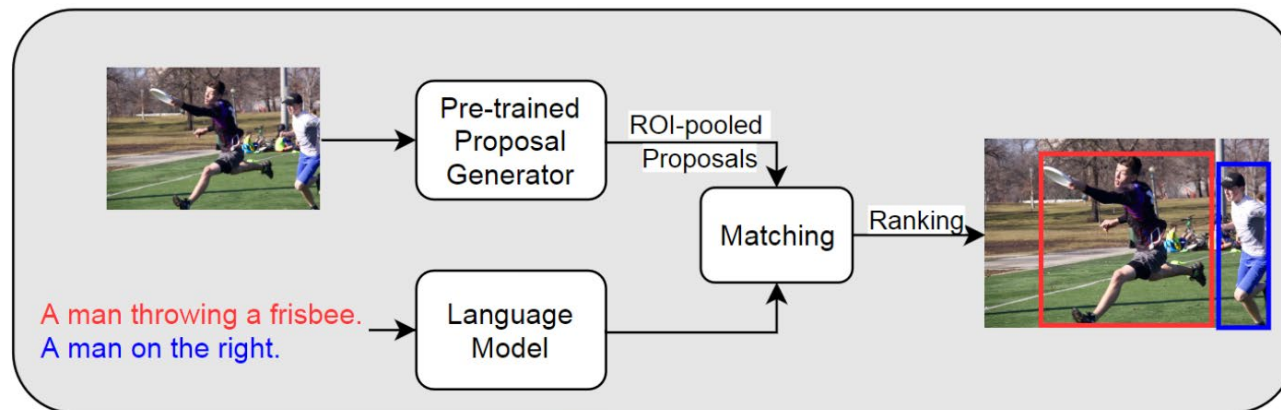 Pre-trained
Proposal
Generator
ROI-pooled
Proposals
Matching
Ranking
A man throwing a frisbee.
A man on the right.
Language
Model